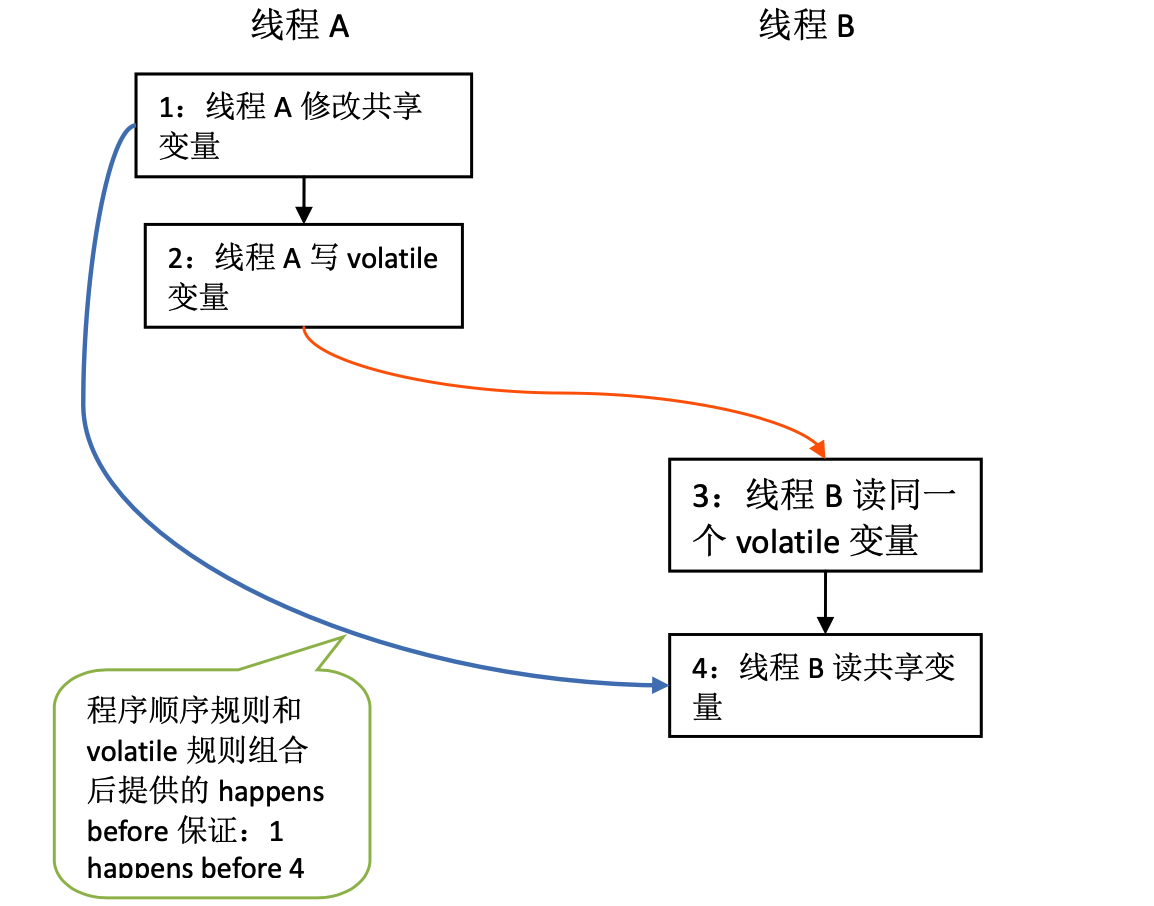 线程 A
线程 B
1：线程 A 修改共享
变量
2：线程 A 写 volatile
变量
3：线程 B 读同一
个 volatile 变量
4：线程 B 读共享变
量
程序顺序规则和
volatile 规则组合
后提供的 happens
before 保证：1
happens before 4